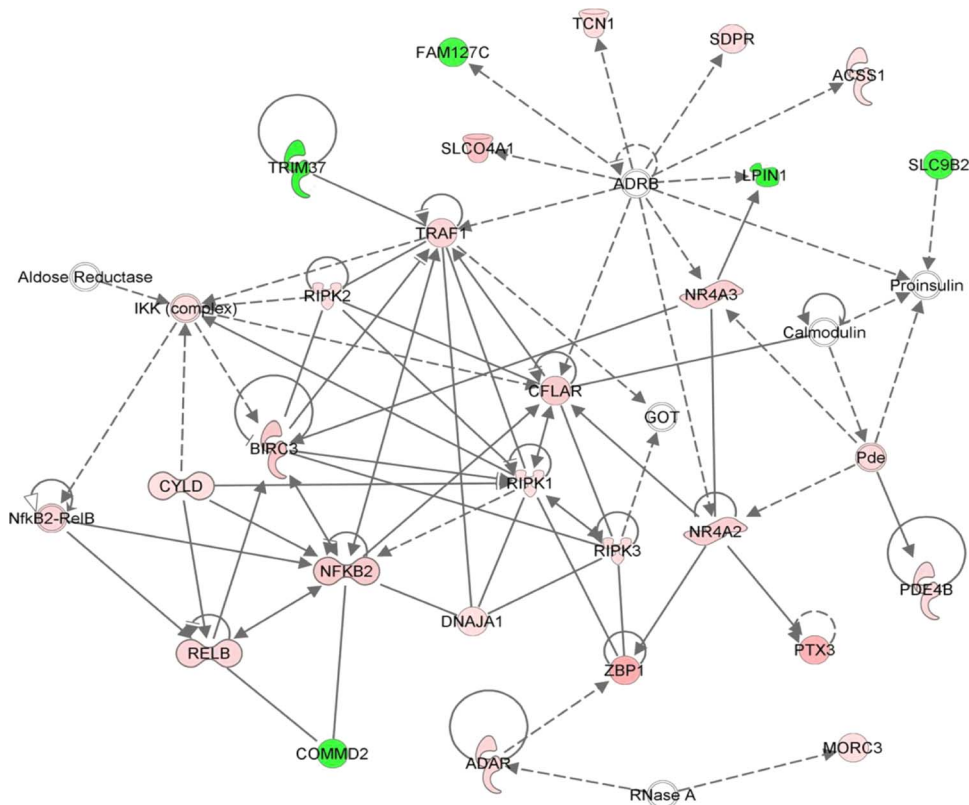 TCN1
SDPR
FAM127C
ACSS1
SLCO4A1
TRIM37
ADRB
LPIN1
SLC9B2
TRAF1
Aldose Reductase
Proinsulin
RIPK2
NR4A3
IKK (complex)
Calmodulin
CFLAR
GOT
BIRC3
Pde
CYLD
RIPK1
NfkB2-RelB
NR4A2
RIPK3
NFKB2
PDE4B
DNAJA1
RELB
PTX3
ZBP1
COMMD2
MORC3
ADAR
RNase A